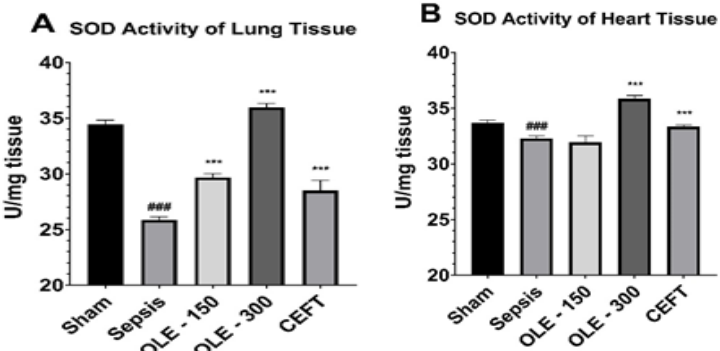 A SOD Activity of Lung Tissue
U/mg tissue
40
35
30
25
20
###
***
***
***
Sham
Sepsis
OLE - 150
OLE - 300
CEFT
B SOD Activity of Heart Tissue
U/mg tissue
40
35
30
25
20
###
***
***
Sham
Sepsis
OLE - 150
OLE - 300
CEFT